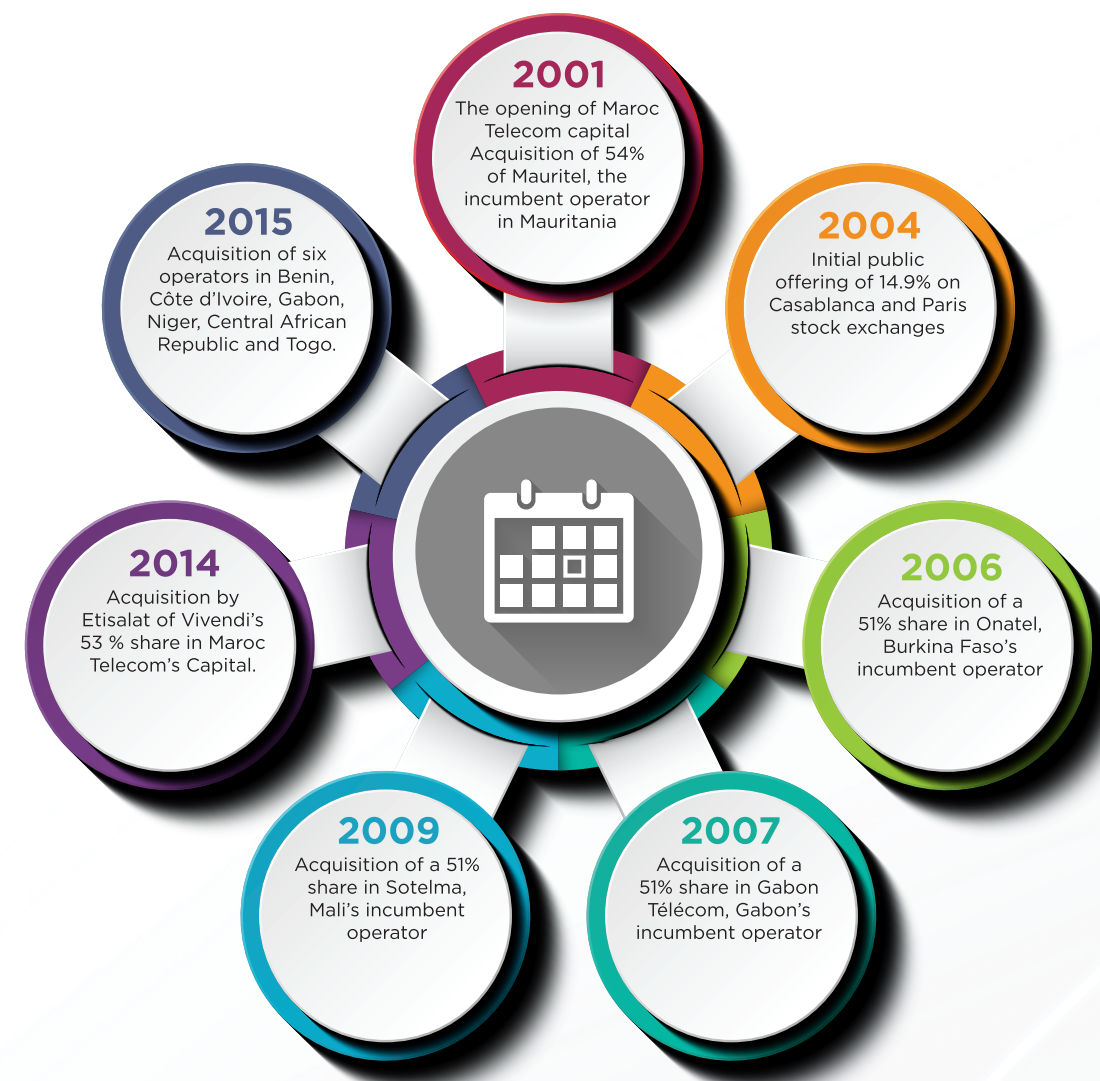 2001
The opening of Maroc
Telecom capital
Acquisition of 54%
of Mauritel, the
incumbent operator
in Mauritania
2004
Initial public
offering of 14.9% on
Casablanca and Paris
stock exchanges
2006
Acquisition of a
51% share in Onatel,
Burkina Faso’s
incumbent operator
2007
Acquisition of a
51% share in Gabon
Télécom, Gabon’s
incumbent operator
2009
Acquisition of a 51%
share in Sotelma,
Mali’s incumbent
operator
2014
Acquisition by
Etisalat of Vivendi’s
53 % share in Maroc
Telecom’s Capital.
2015
Acquisition of six
operators in Benin,
Côte d’Ivoire, Gabon,
Niger, Central African
Republic and Togo.